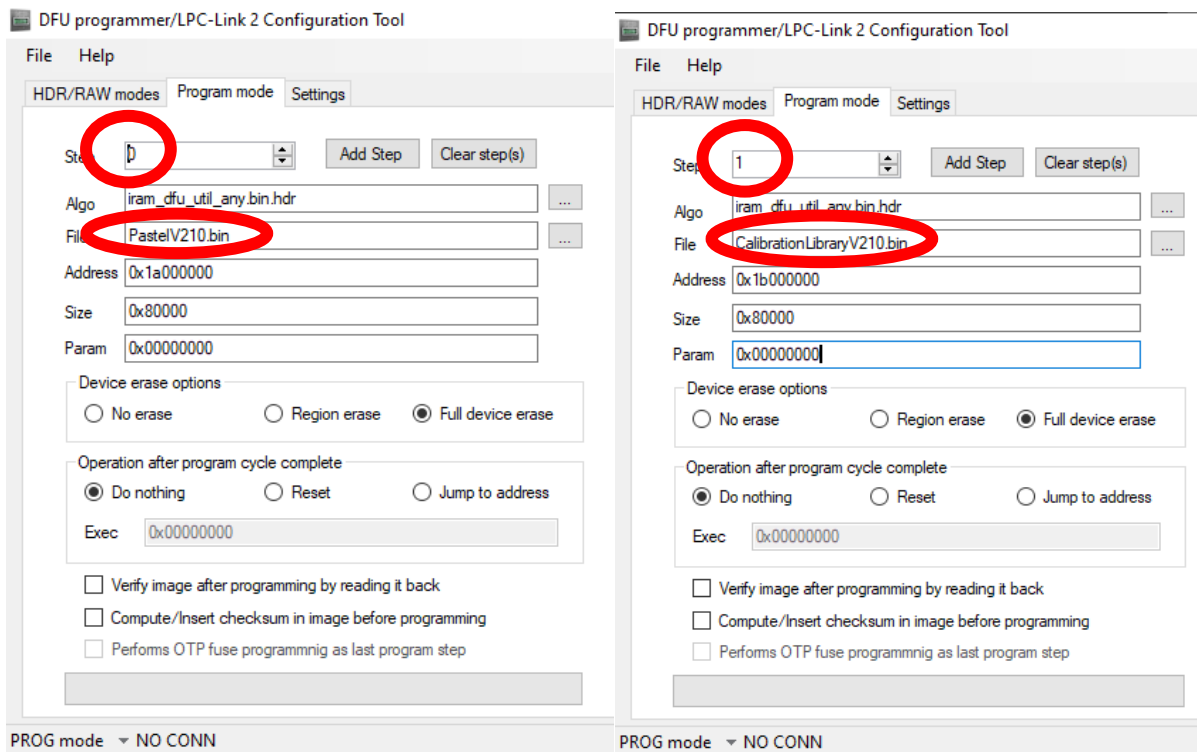 DFU programmer/LPC-Link 2 Configuration Tool
File Help
HDR/RAW modes Program mode Settings
0 Add Step Clear step(s)
Algo iram_dfu_util_any.bin.hdr ...
PastelV210.bin ...
Address 0x1a000000
Size 0x80000
Param 0x00000000
Device erase options
No erase Region erase Full device erase
Operation after program cycle complete
Do nothing Reset Jump to address
Exec 0x00000000
Verify image after programming by reading it back
Compute/Insert checksum in image before programming
Performs OTP fuse programmnig as last program step
PROG mode NO CONN
DFU programmer/LPC-Link 2 Configuration Tool
File Help
HDR/RAW modes Program mode Settings
Step 1 Add Step Clear step(s)
Algo iram_dfu_util_any.bin.hdr ...
File CalibrationLibraryV210.bin ...
Address 0x1b000000
Size 0x80000
Param 0x00000000
Device erase options
No erase Region erase Full device erase
Operation after program cycle complete
Do nothing Reset Jump to address
Exec 0x00000000
Verify image after programming by reading it back
Compute/Insert checksum in image before programming
Performs OTP fuse programmnig as last program step
PROG mode NO CONN